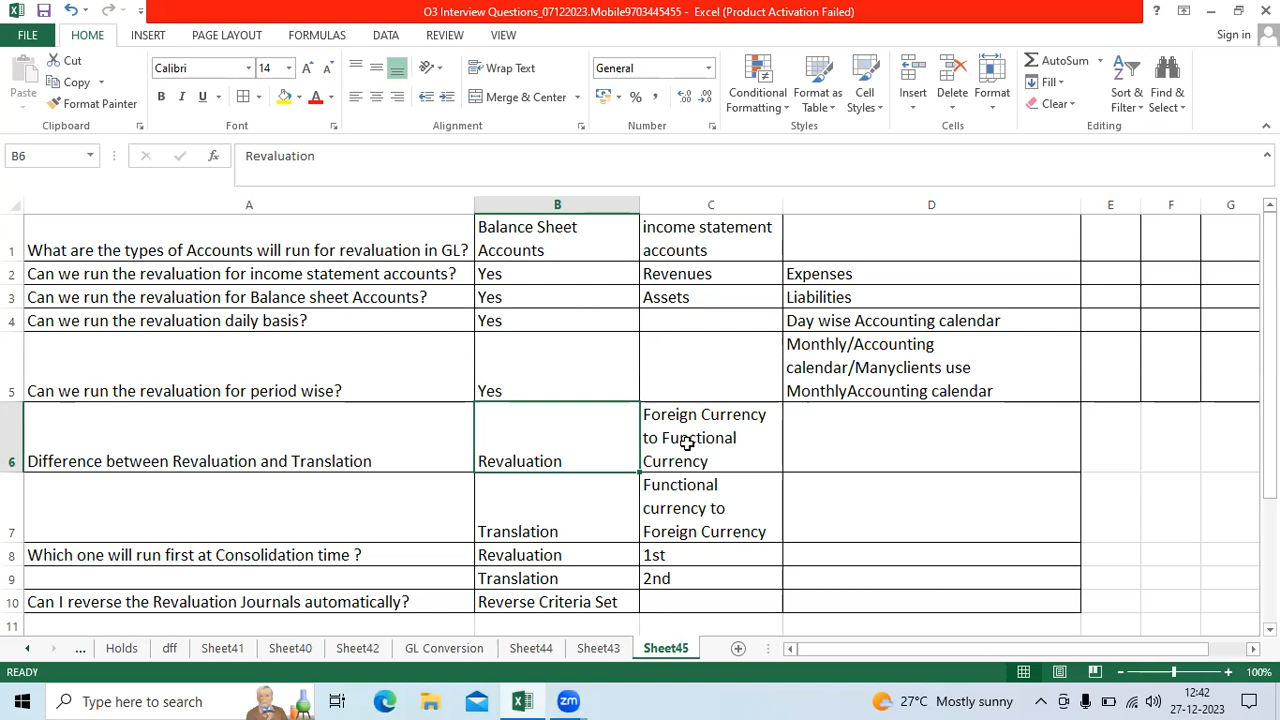 O3 Interview Questions_07122023.Mobile9703445455 - Excel (Product Activation Failed)
FILE HOME INSERT PAGE LAYOUT FORMULAS DATA REVIEW VIEW Sign in
Paste Cut Copy Format Painter
Calibri 14
B I U A
Wrap Text
Merge & Center
General
Conditional Formatting Format as Table Cell Styles
Insert Delete Format
AutoSum Fill Clear
Sort & Filter Find & Select
Clipboard Font Alignment Number Styles Cells Editing
B6 fx Revaluation
A B C D E F G
1 What are the types of Accounts will run for revaluation in GL? Balance Sheet Accounts income statement accounts
2 Can we run the revaluation for income statement accounts? Yes Revenues Expenses
3 Can we run the revaluation for Balance sheet Accounts? Yes Assets Liabilities
4 Can we run the revaluation daily basis? Yes Day wise Accounting calendar
5 Can we run the revaluation for period wise? Yes Monthly/Accounting calendar/Manyclients use MonthlyAccounting calendar
6 Difference between Revaluation and Translation Revaluation Foreign Currency to Functional Currency
7 Translation Functional currency to Foreign Currency
8 Which one will run first at Consolidation time ? Revaluation 1st
9 Translation 2nd
10 Can I reverse the Revaluation Journals automatically? Reverse Criteria Set
11
... Holds dff Sheet41 Sheet40 Sheet42 GL Conversion Sheet44 Sheet43 Sheet45
READY 100%
Type here to search 27°C Mostly sunny 12:42
27-12-2023